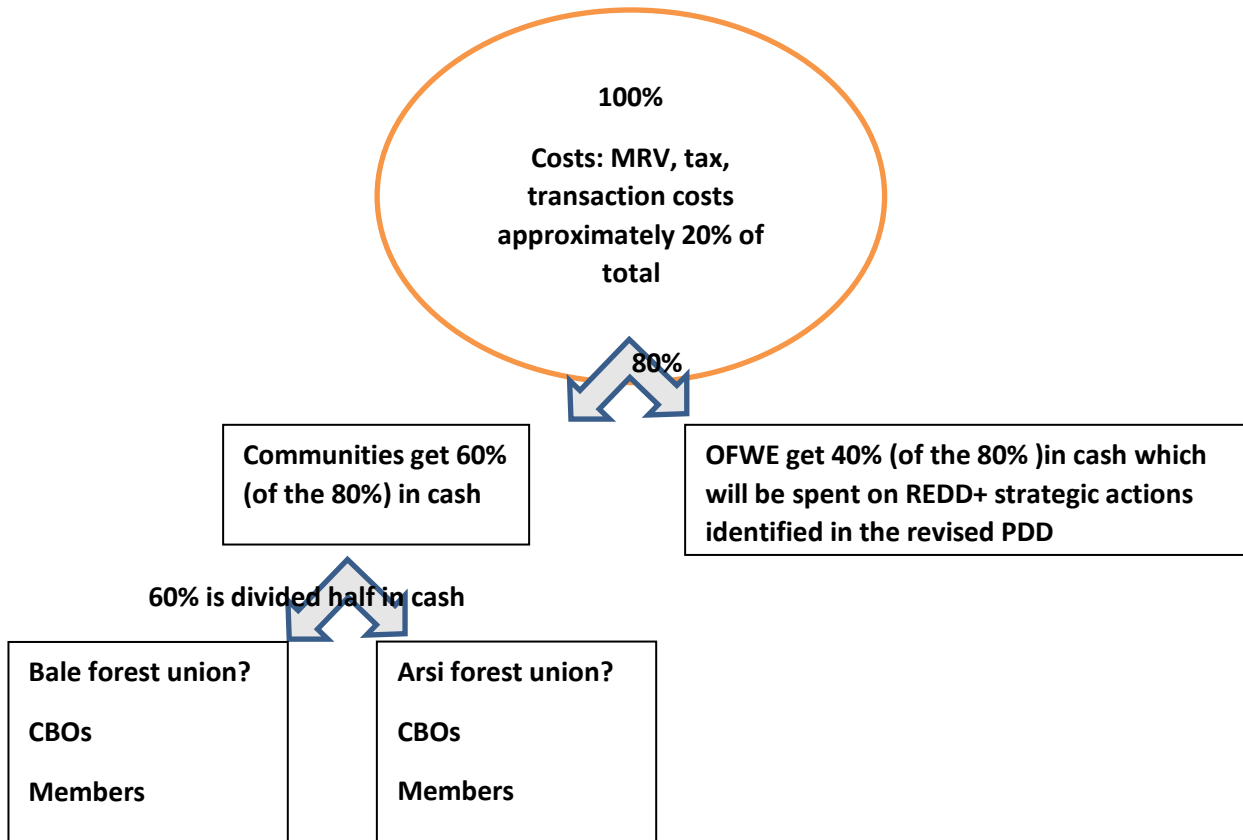 100%
Costs: MRV, tax,
transaction costs
approximately 20% of
total
80%
Communities get 60%
(of the 80%) in cash
OFWE get 40% (of the 80% )in cash which
will be spent on REDD+ strategic actions
identified in the revised PDD
60% is divided half in cash
Bale forest union?
CBOs
Members
Arsi forest union?
CBOs
Members